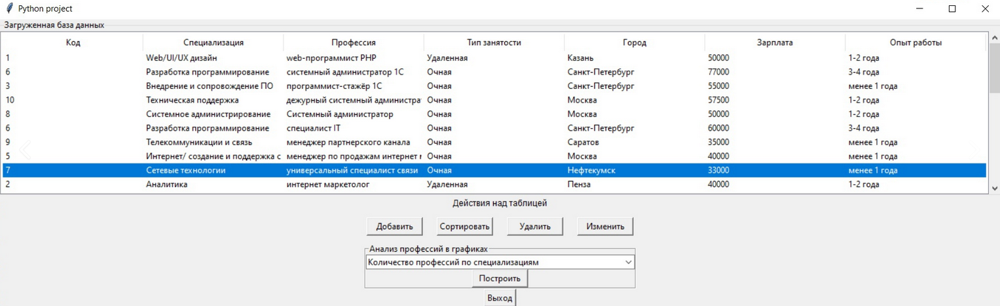 Python project
Загруженная база данных
Код Специализация Профессия Тип занятости Город Зарплата Опыт работы
1 Web/UI/UX дизайн web-программист PHP Удаленная Казань 50000 1-2 года
6 Разработка программирование системный администратор 1С Очная Санкт-Петербург 77000 3-4 года
3 Внедрение и сопровождение ПО программист-стажёр 1С Очная Санкт-Петербург 55000 менее 1 года
10 Техническая поддержка дежурный системный администра Очная Москва 57500 1-2 года
8 Системное администрирование Системный администратор Очная Москва 50000 1-2 года
6 Разработка программирование специалист IT Очная Санкт-Петербург 60000 3-4 года
9 Телекоммуникации и связь менеджер партнерского канала Очная Саратов 35000 менее 1 года
5 Интернет/ создание и поддержка с менеджер по продажам интернет Очная Москва 40000 менее 1 года
7 Сетевые технологии универсальный специалист связи Очная Нефтекумск 33000 менее 1 года
2 Аналитика интернет маркетолог Удаленная Пенза 40000 1-2 года
Действия над таблицей
Добавить Сортировать Удалить Изменить
Анализ профессий в графиках
Количество профессий по специализациям
Построить
Выход